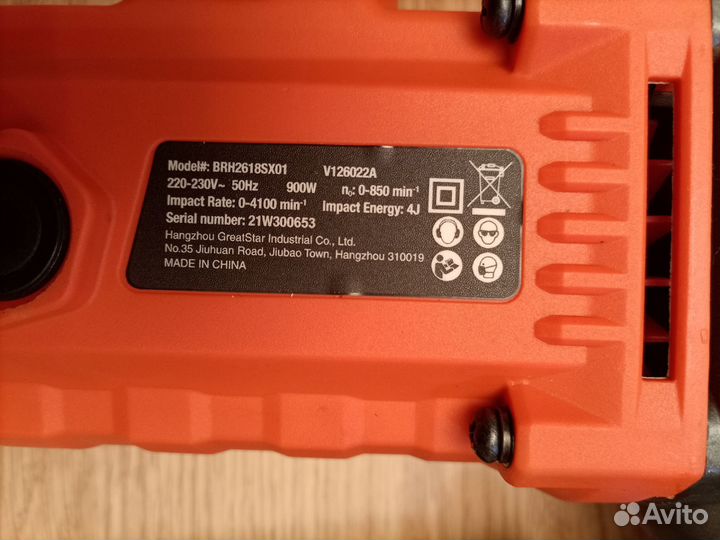 Model#: BRH2618SX01 V126022A
220-230V~ 50Hz 900W n₀: 0-850 min⁻¹
Impact Rate: 0-4100 min⁻¹ Impact Energy: 4J
Serial number: 21W300653
Hangzhou GreatStar Industrial Co., Ltd.
No.35 Jiuhuan Road, Jiubao Town, Hangzhou 310019
MADE IN CHINA
Avito